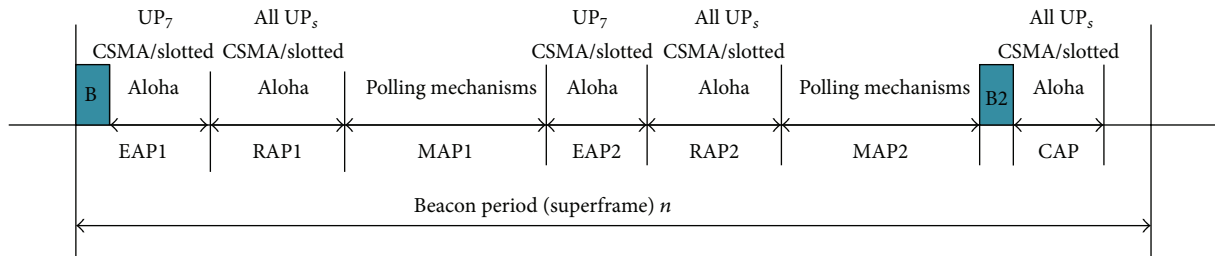 UP7 All UPs UP7 All UPs All UPs
CSMA/slotted CSMA/slotted CSMA/slotted CSMA/slotted CSMA/slotted
B Aloha Aloha Polling mechanisms Aloha Aloha Polling mechanisms B2 Aloha
EAP1 RAP1 MAP1 EAP2 RAP2 MAP2 CAP
Beacon period (superframe) n